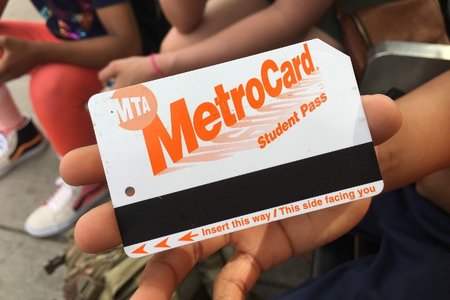 MTA
MetroCard
Student Pass
Insert this way / This side facing you